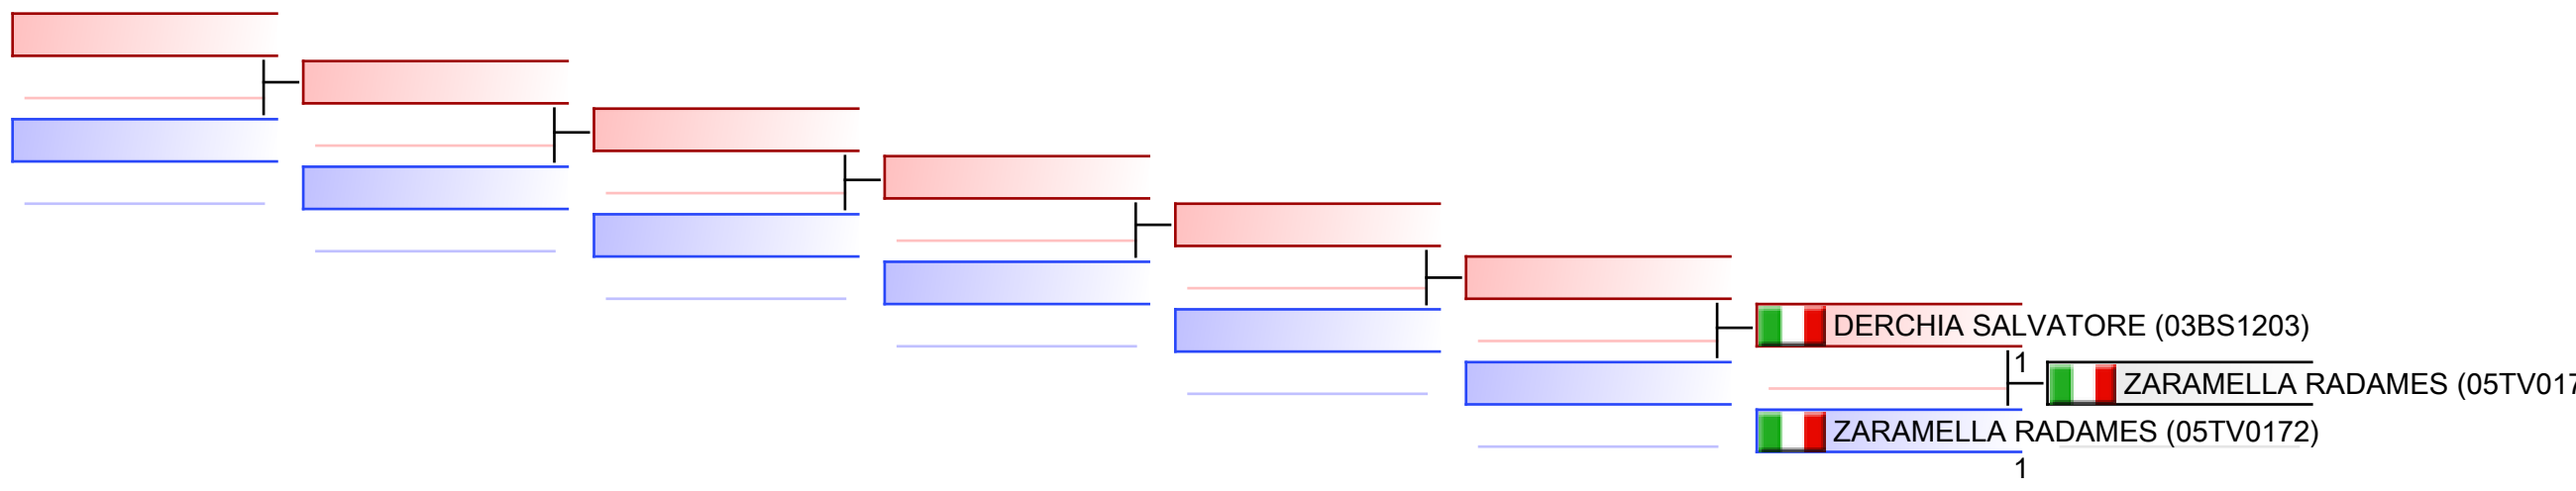 DERCHIA SALVATORE (03BS1203)
1
ZARAMELLA RADAMES (05TV017
ZARAMELLA RADAMES (05TV0172)
1